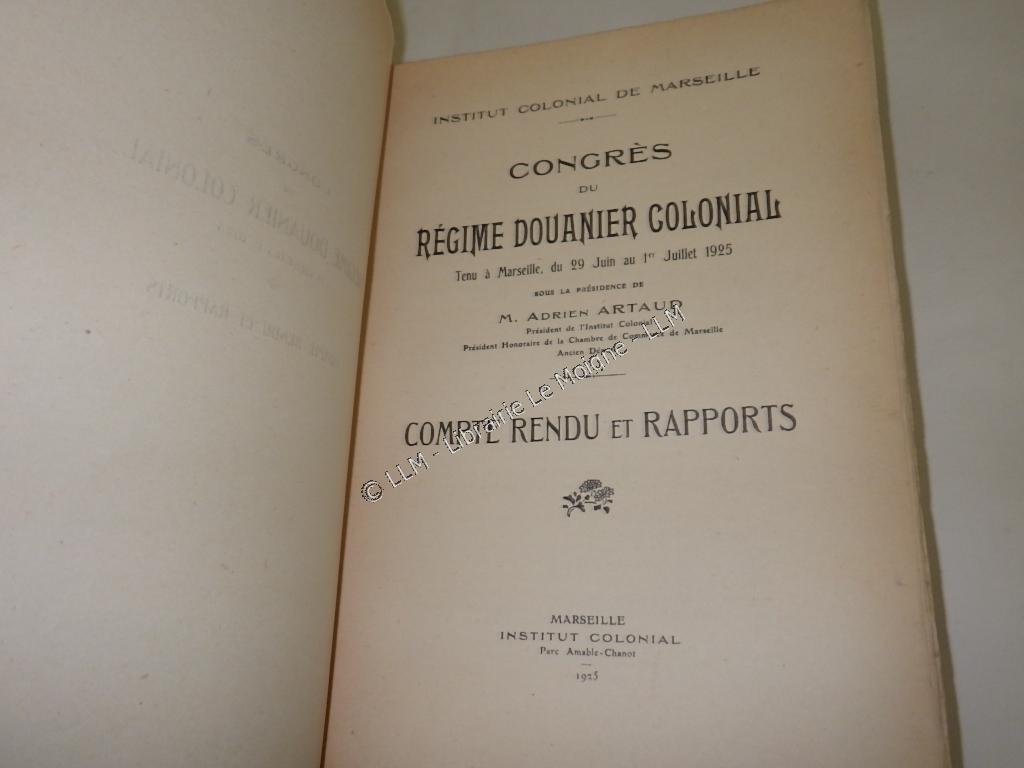 INSTITUT COLONIAL DE MARSEILLE
CONGRÈS
DU
RÉGIME DOUANIER COLONIAL
Tenu à Marseille, du 29 Juin au 1er Juillet 1925
SOUS LA PRÉSIDENCE DE
M. ADRIEN ARTAUD
Président de l'Institut Colonial
Président Honoraire de la Chambre de Commerce de Marseille
Ancien
COMPTE RENDU ET RAPPORTS
© LLM - Librairie Le Moigne - LLM
MARSEILLE
INSTITUT COLONIAL
Parc Amable-Chanot
1925